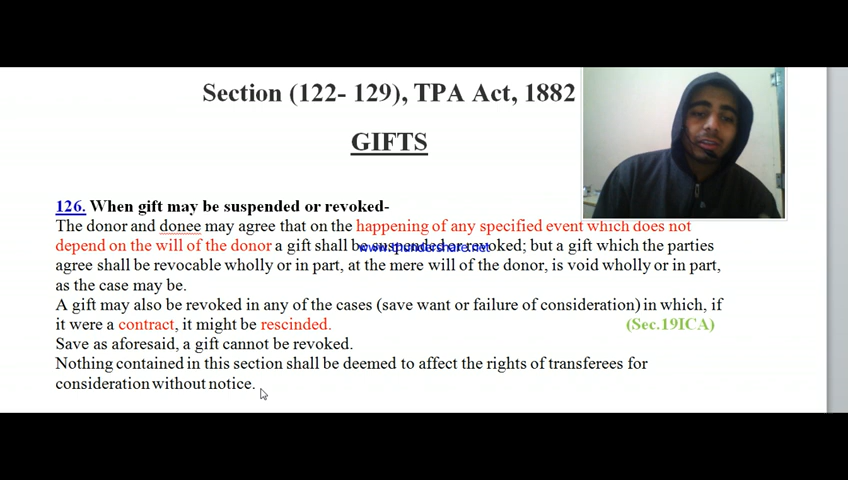 Section (122- 129), TPA Act, 1882
GIFTS
126. When gift may be suspended or revoked-
The donor and donee may agree that on the happening of any specified event which does not
depend on the will of the donor a gift shall be suspended or revoked; but a gift which the parties
www.thundershare.net
agree shall be revocable wholly or in part, at the mere will of the donor, is void wholly or in part,
as the case may be.
A gift may also be revoked in any of the cases (save want or failure of consideration) in which, if
it were a contract, it might be rescinded. (Sec.19ICA)
Save as aforesaid, a gift cannot be revoked.
Nothing contained in this section shall be deemed to affect the rights of transferees for
consideration without notice.